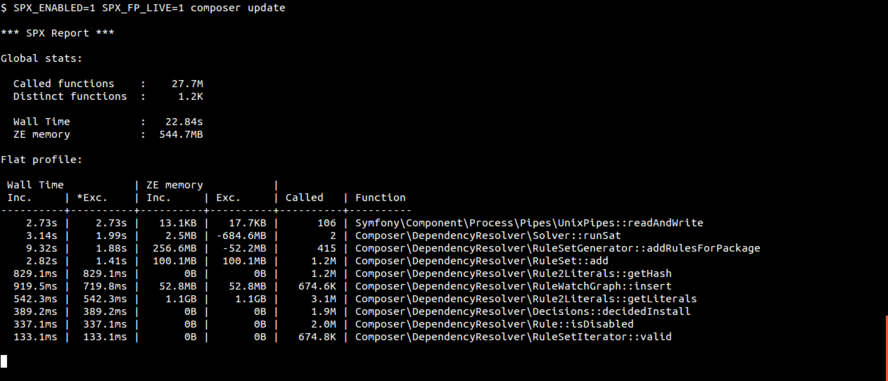 $ SPX_ENABLED=1 SPX_FP_LIVE=1 composer update
*** SPX Report ***
Global stats:
Called functions    :    27.7M
Distinct functions  :     1.2K
Wall Time           :   22.84s
ZE memory           :  544.7MB
Flat profile:
 Wall Time           | ZE memory           |
 Inc.     | *Exc.    | Inc.     | Exc.     | Called   | Function
----------+----------+----------+----------+----------+----------
    2.73s |    2.73s |   13.1KB |   17.7KB |      106 | Symfony\Component\Process\Pipes\UnixPipes::readAndWrite
    3.14s |    1.99s |    2.5MB | -684.6MB |        2 | Composer\DependencyResolver\Solver::runSat
    9.32s |    1.88s |  256.6MB |  -52.2MB |      415 | Composer\DependencyResolver\RuleSetGenerator::addRulesForPackage
    2.82s |    1.41s |  100.1MB |  100.1MB |     1.2M | Composer\DependencyResolver\RuleSet::add
  829.1ms |  829.1ms |       0B |       0B |     1.2M | Composer\DependencyResolver\Rule2Literals::getHash
  919.5ms |  719.8ms |   52.8MB |   52.8MB |   674.6K | Composer\DependencyResolver\RuleWatchGraph::insert
  542.3ms |  542.3ms |    1.1GB |    1.1GB |     3.1M | Composer\DependencyResolver\Rule2Literals::getLiterals
  389.2ms |  389.2ms |       0B |       0B |     1.9M | Composer\DependencyResolver\Decisions::decidedInstall
  337.1ms |  337.1ms |       0B |       0B |     2.0M | Composer\DependencyResolver\Rule::isDisabled
  133.1ms |  133.1ms |       0B |       0B |   674.8K | Composer\DependencyResolver\RuleSetIterator::valid